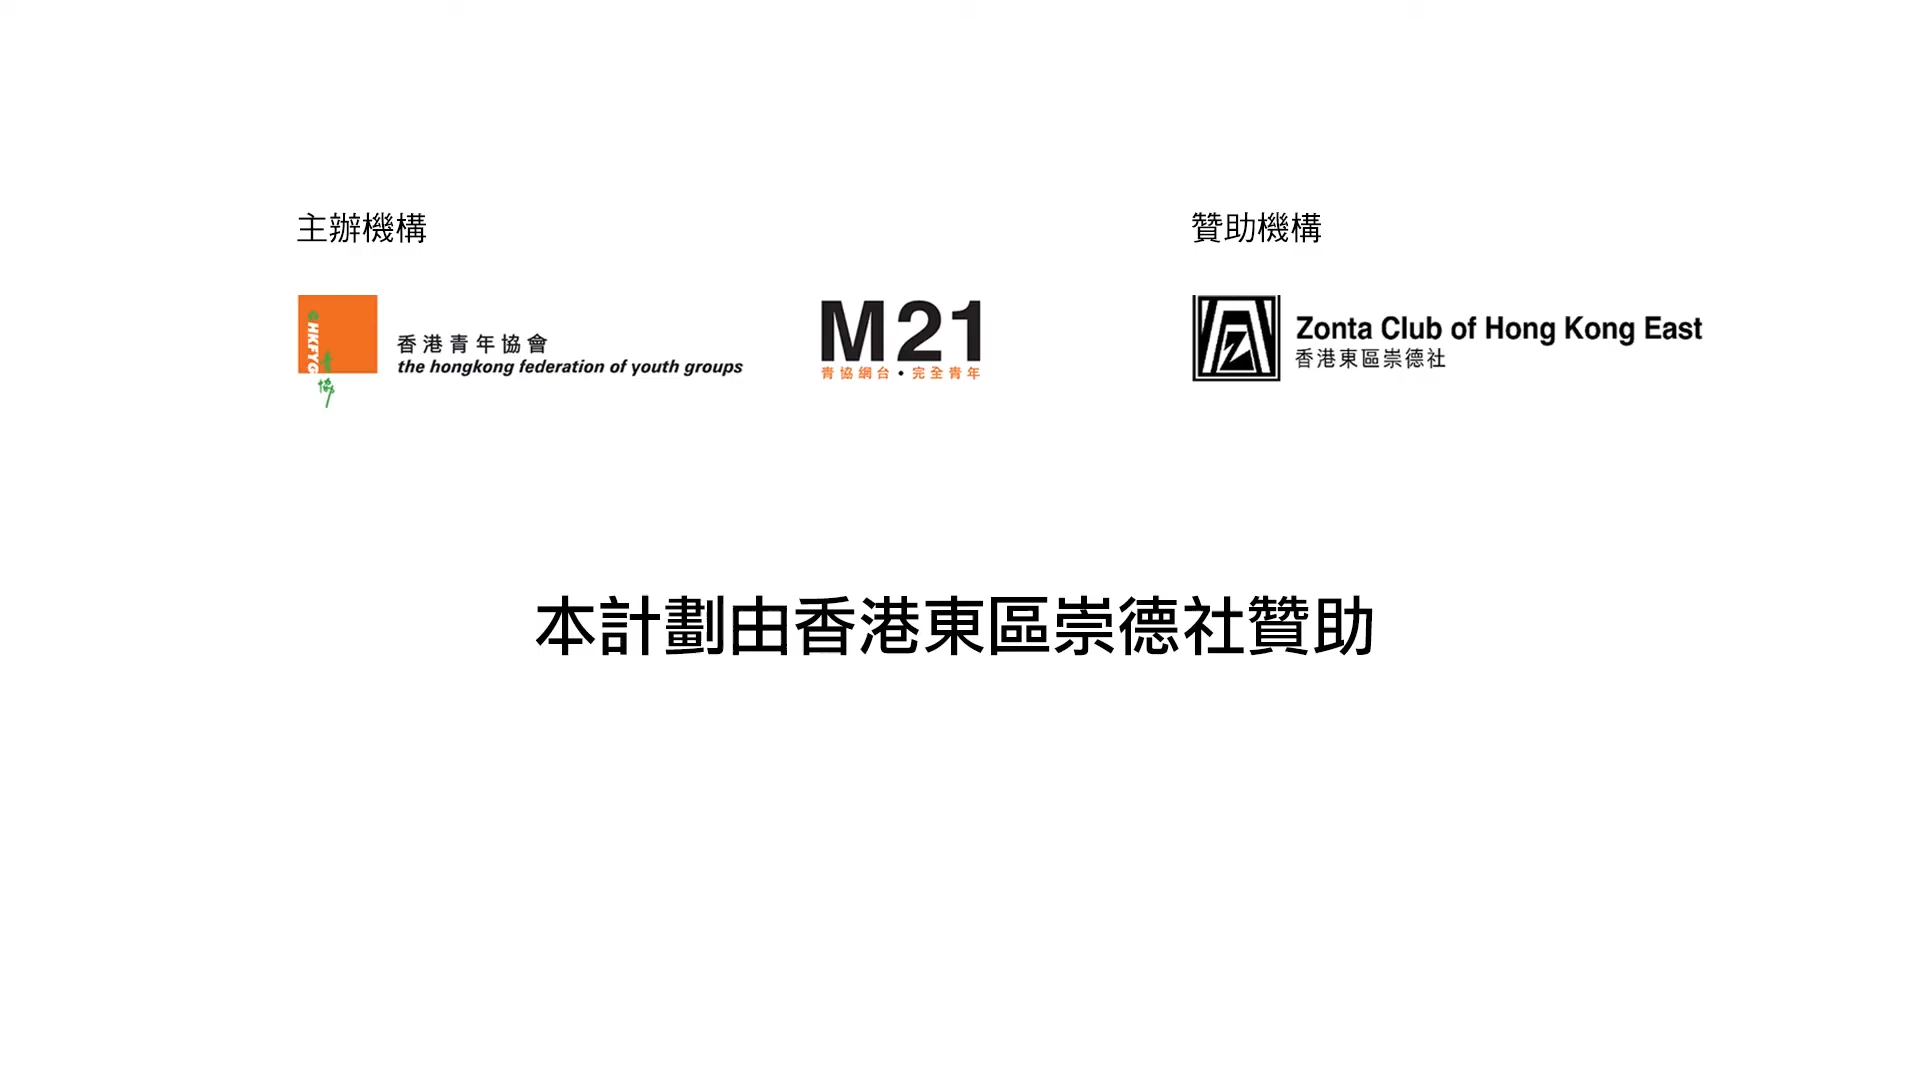 主辦機構
贊助機構
HKFYG
青協
香港青年協會
the hongkong federation of youth groups
M21
青協網台・完全青年
Zonta Club of Hong Kong East
香港東區崇德社
本計劃由香港東區崇德社贊助